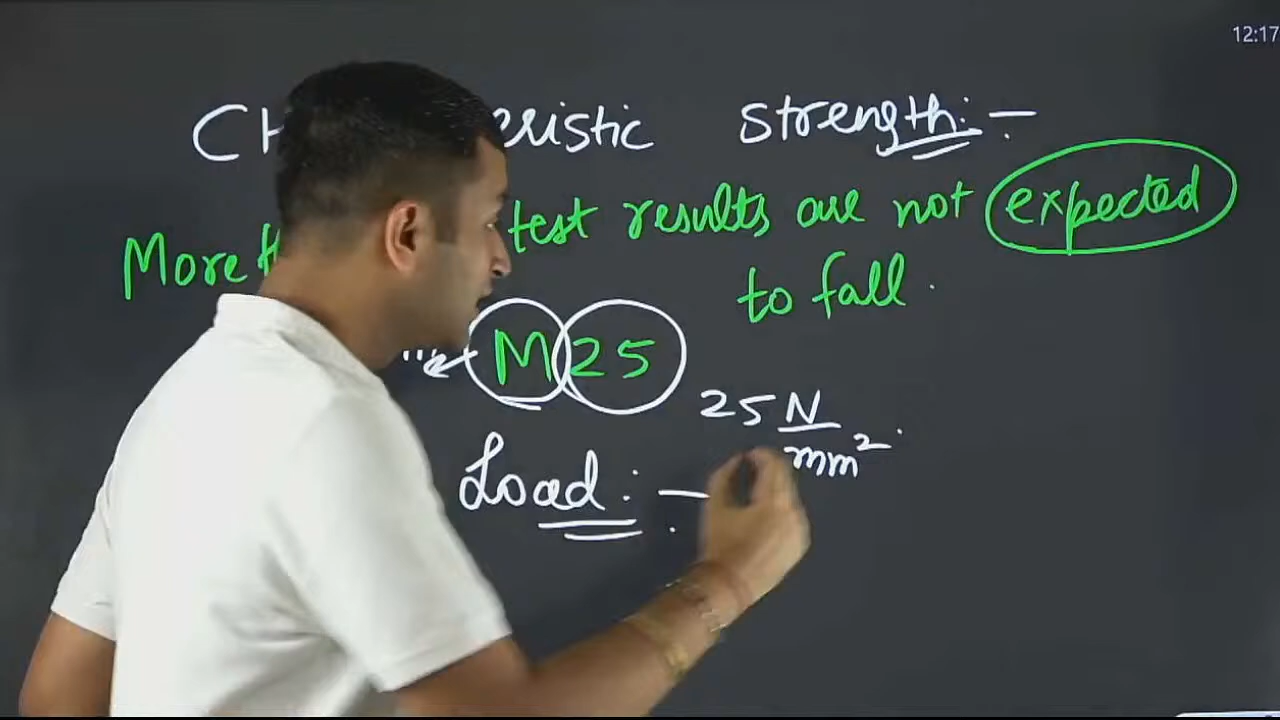 12:17
CH eristic strength:-
More test results are not expected
to fall.
M25
25 N
mm²
Load:-